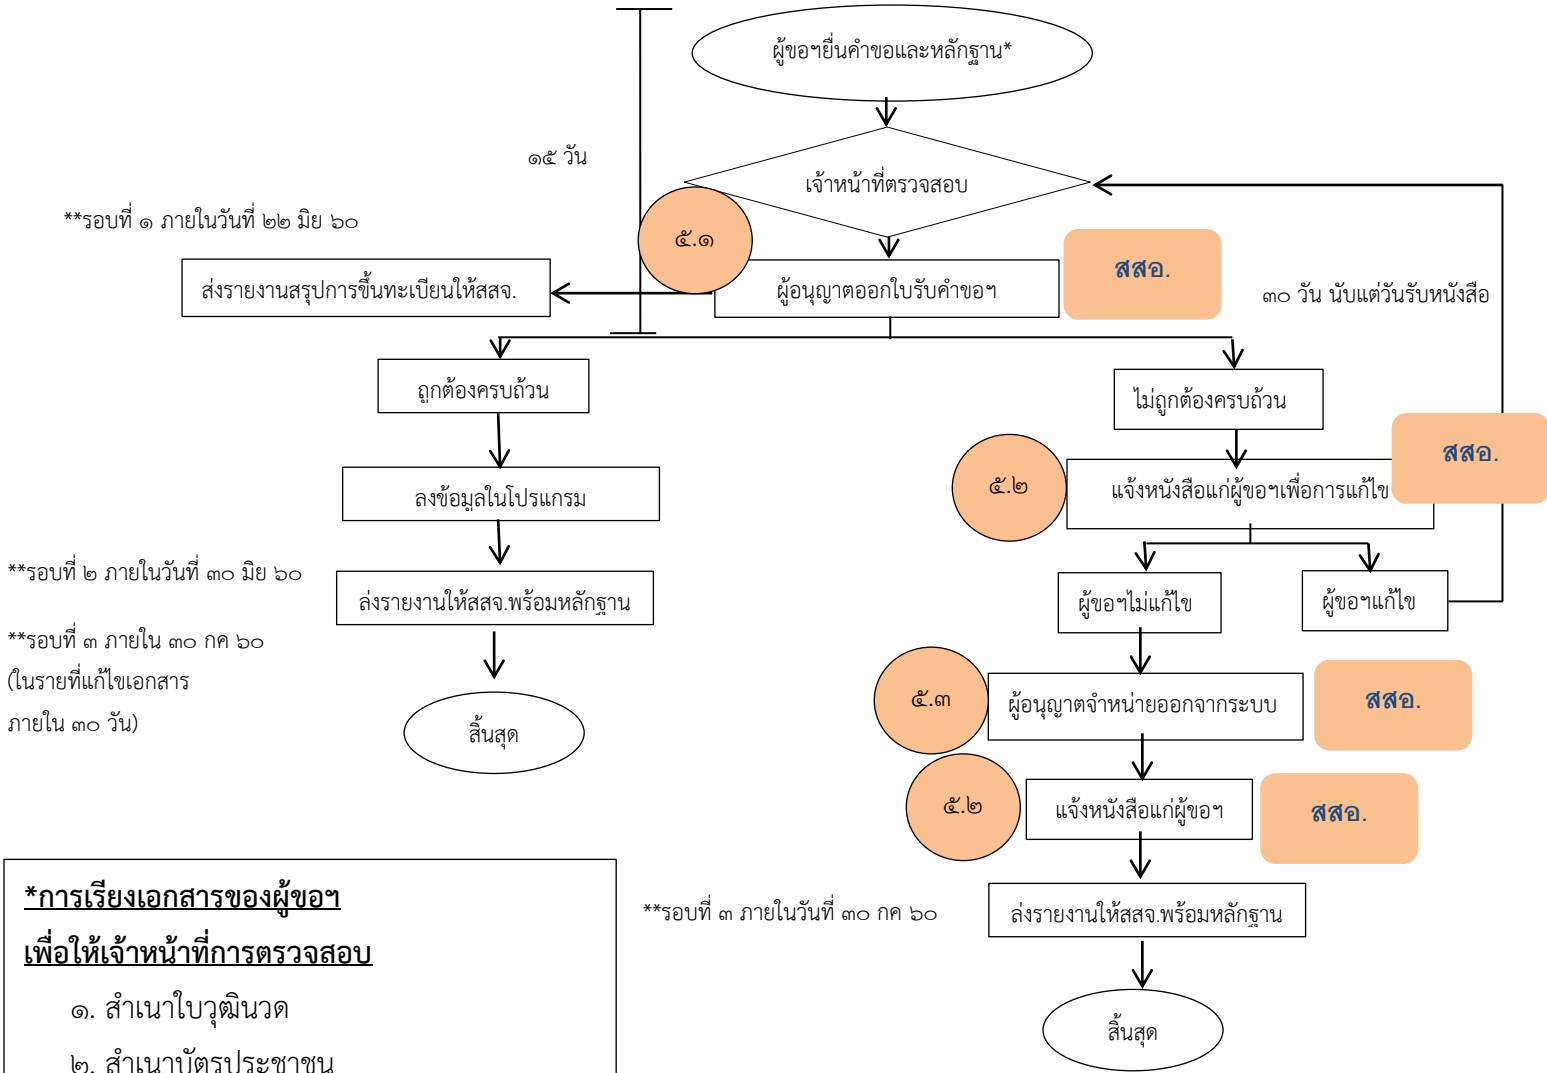 ผู้ขอฯยื่นคำขอและหลักฐาน*
๑๕ วัน
เจ้าหน้าที่ตรวจสอบ
**รอบที่ ๑ ภายในวันที่ ๒๒ มิย ๖๐
๕.๑
สสอ.
ส่งรายงานสรุปการขึ้นทะเบียนให้สสจ.
ผู้อนุญาตออกใบรับคำขอฯ
๓๐ วัน นับแต่วันรับหนังสือ
ถูกต้องครบถ้วน
ไม่ถูกต้องครบถ้วน
สสอ.
ลงข้อมูลในโปรแกรม
๕.๒
แจ้งหนังสือแก่ผู้ขอฯเพื่อการแก้ไข
**รอบที่ ๒ ภายในวันที่ ๓๐ มิย ๖๐
ล่งรายงานให้สสจ.พร้อมหลักฐาน
ผู้ขอฯไม่แก้ไข
ผู้ขอฯแก้ไข
**รอบที่ ๓ ภายใน ๓๐ กค ๖๐
(ในรายที่แก้ไขเอกสาร
ภายใน ๓๐ วัน)
๕.๓
ผู้อนุญาตจำหน่ายออกจากระบบ
สสอ.
สิ้นสุด
๕.๒
แจ้งหนังสือแก่ผู้ขอฯ
สสอ.
**รอบที่ ๓ ภายในวันที่ ๓๐ กค ๖๐
ล่งรายงานให้สสจ.พร้อมหลักฐาน
สิ้นสุด
*การเรียงเอกสารของผู้ขอฯ
เพื่อให้เจ้าหน้าที่การตรวจสอบ
๑. สำเนาใบวุฒินวด
๒. สำเนาบัตรประชาชน